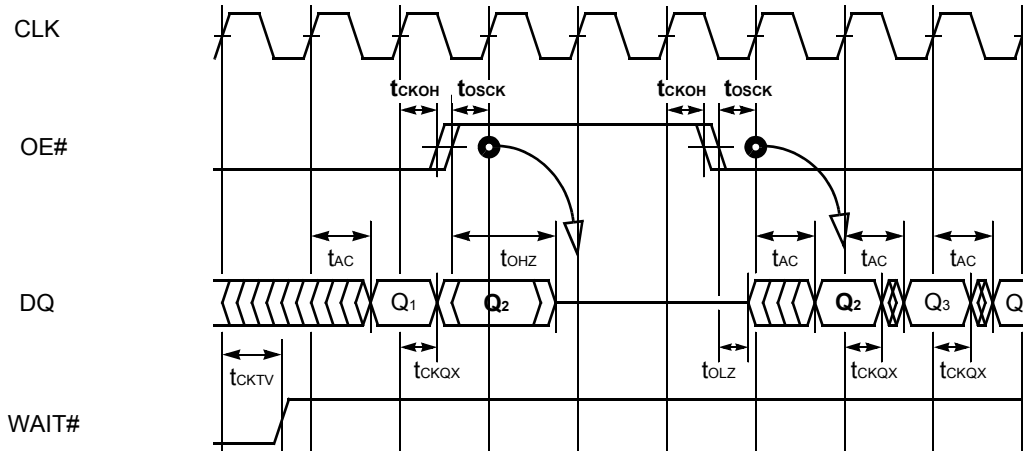 CLK
tCKOH tOSCK tCKOH tOSCK
OE#
tAC tOHZ tAC tAC tAC
DQ Q1 Q2 Q2 Q3 Q
tCKTV tCKQX tOLZ tCKQX tCKQX
WAIT#